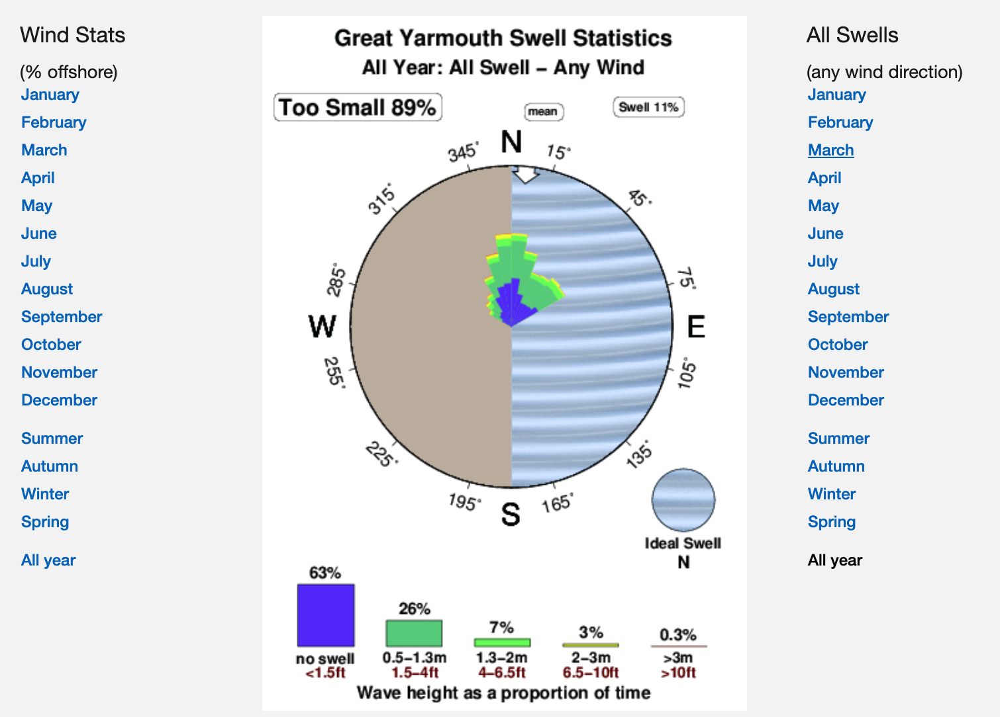 Wind Stats
(% offshore)
January
February
March
April
May
June
July
August
September
October
November
December
Summer
Autumn
Winter
Spring
All year
Great Yarmouth Swell Statistics
All Year: All Swell – Any Wind
Too Small 89%
mean
Swell 11%
N
345°
15°
315°
45°
285°
75°
W
E
255°
105°
225°
135°
195°
165°
S
Ideal Swell
N
63%
26%
7%
3%
0.3%
no swell
0.5–1.3m
1.3–2m
2–3m
>3m
<1.5ft
1.5–4ft
4–6.5ft
6.5–10ft
>10ft
Wave height as a proportion of time
All Swells
(any wind direction)
January
February
March
April
May
June
July
August
September
October
November
December
Summer
Autumn
Winter
Spring
All year